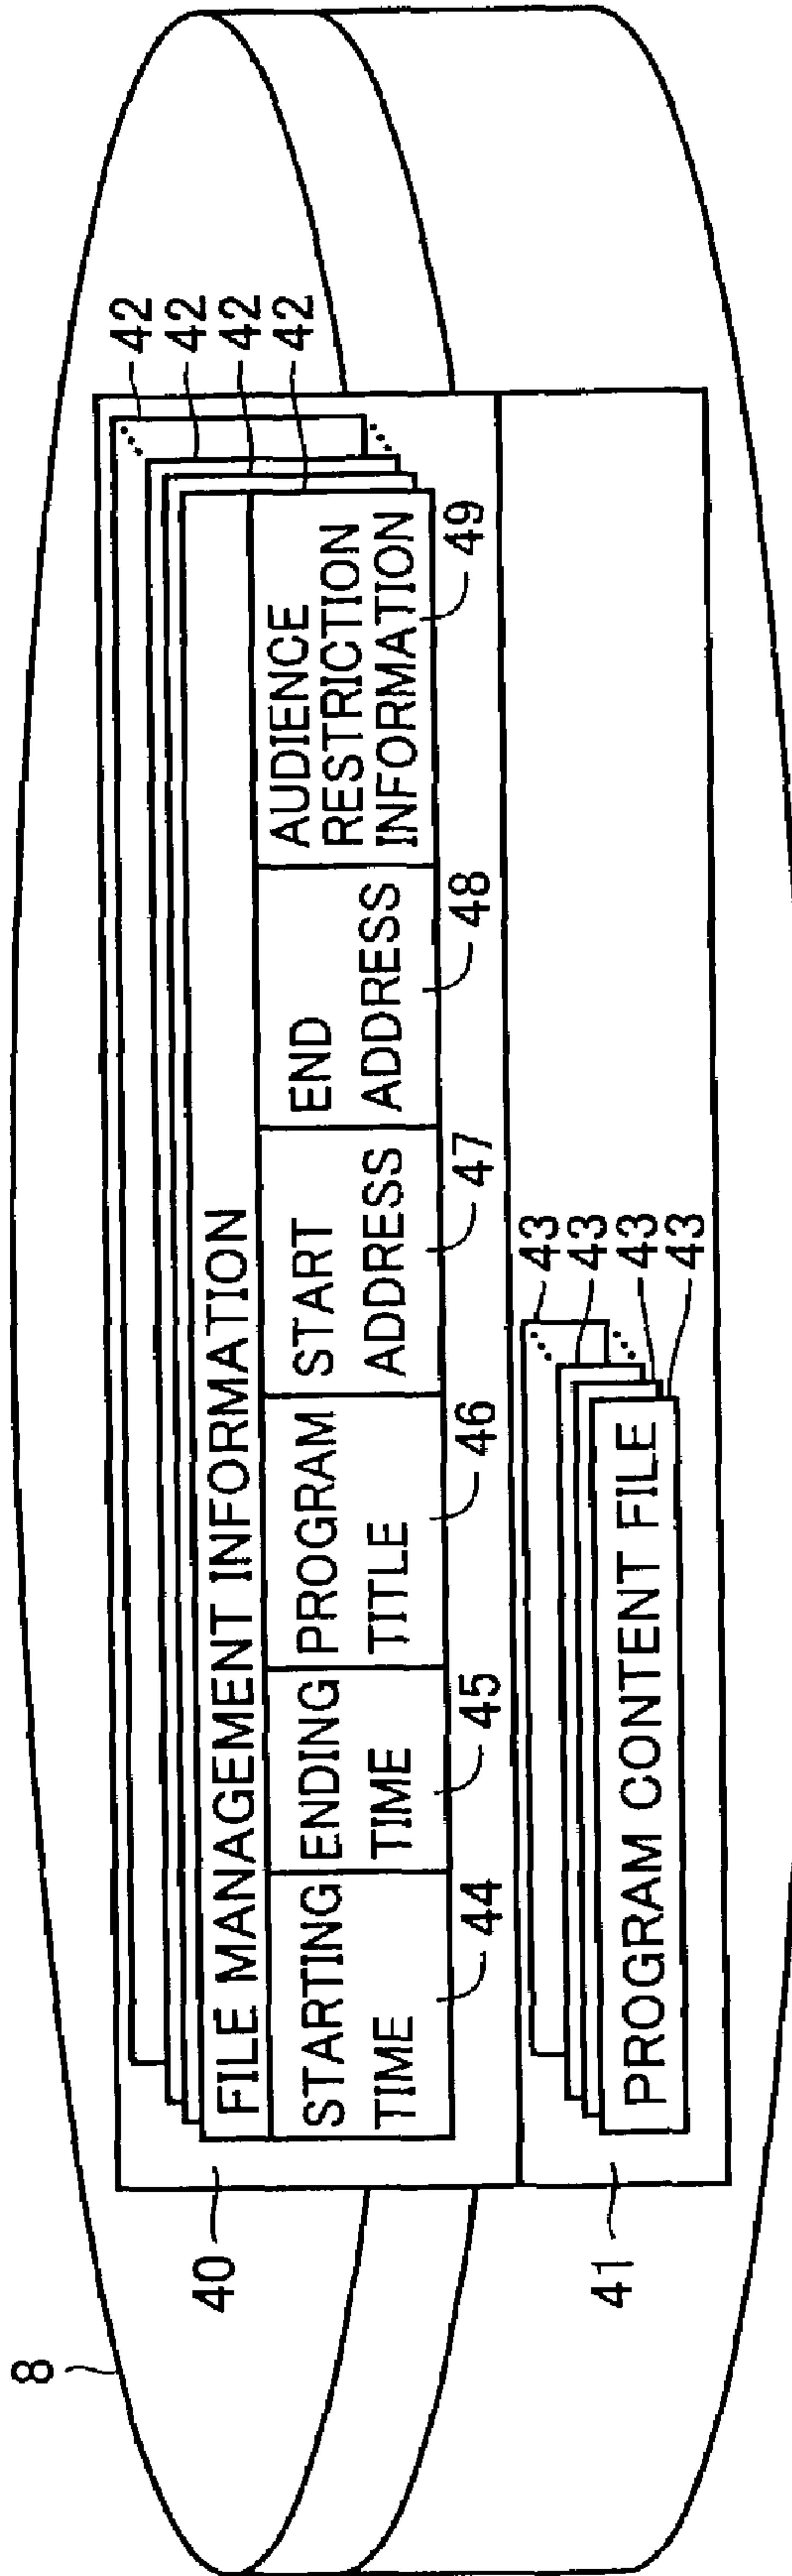 8
40
42
42
42
42
FILE MANAGEMENT INFORMATION
STARTING
TIME
ENDING
TIME
PROGRAM
TITLE
START
ADDRESS
END
ADDRESS
AUDIENCE
RESTRICTION
INFORMATION
44
45
46
47
48
49
41
43
43
43
43
PROGRAM CONTENT FILE